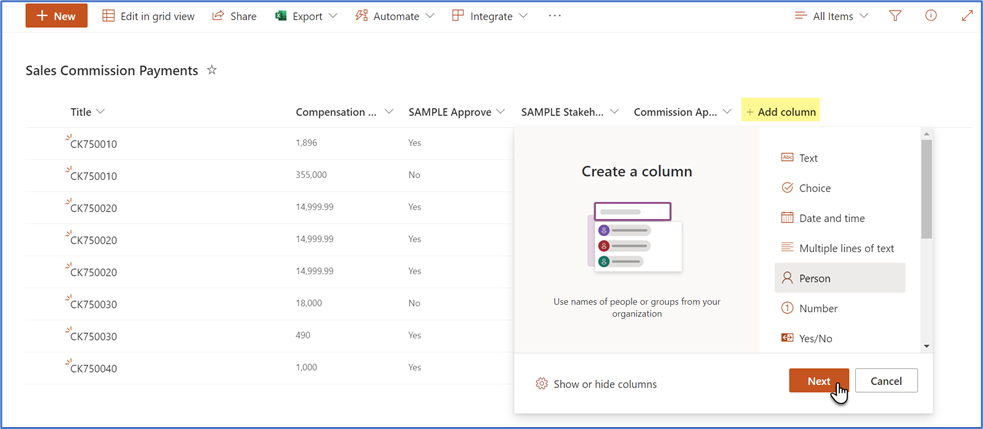 + New Edit in grid view Share Export Automate Integrate ··· All Items
Sales Commission Payments
Title Compensation ... SAMPLE Approve SAMPLE Stakeh... Commission Ap... + Add column
CK750010 1,896 Yes
CK750010 355,000 No
CK750020 14,999.99 Yes
CK750020 14,999.99 Yes
CK750020 14,999.99 Yes
CK750030 18,000 No
CK750030 490 Yes
CK750040 1,000 Yes
Create a column
Use names of people or groups from your
organization
Abc Text
Choice
Date and time
Multiple lines of text
Person
1 Number
Yes/No
Show or hide columns
Next Cancel